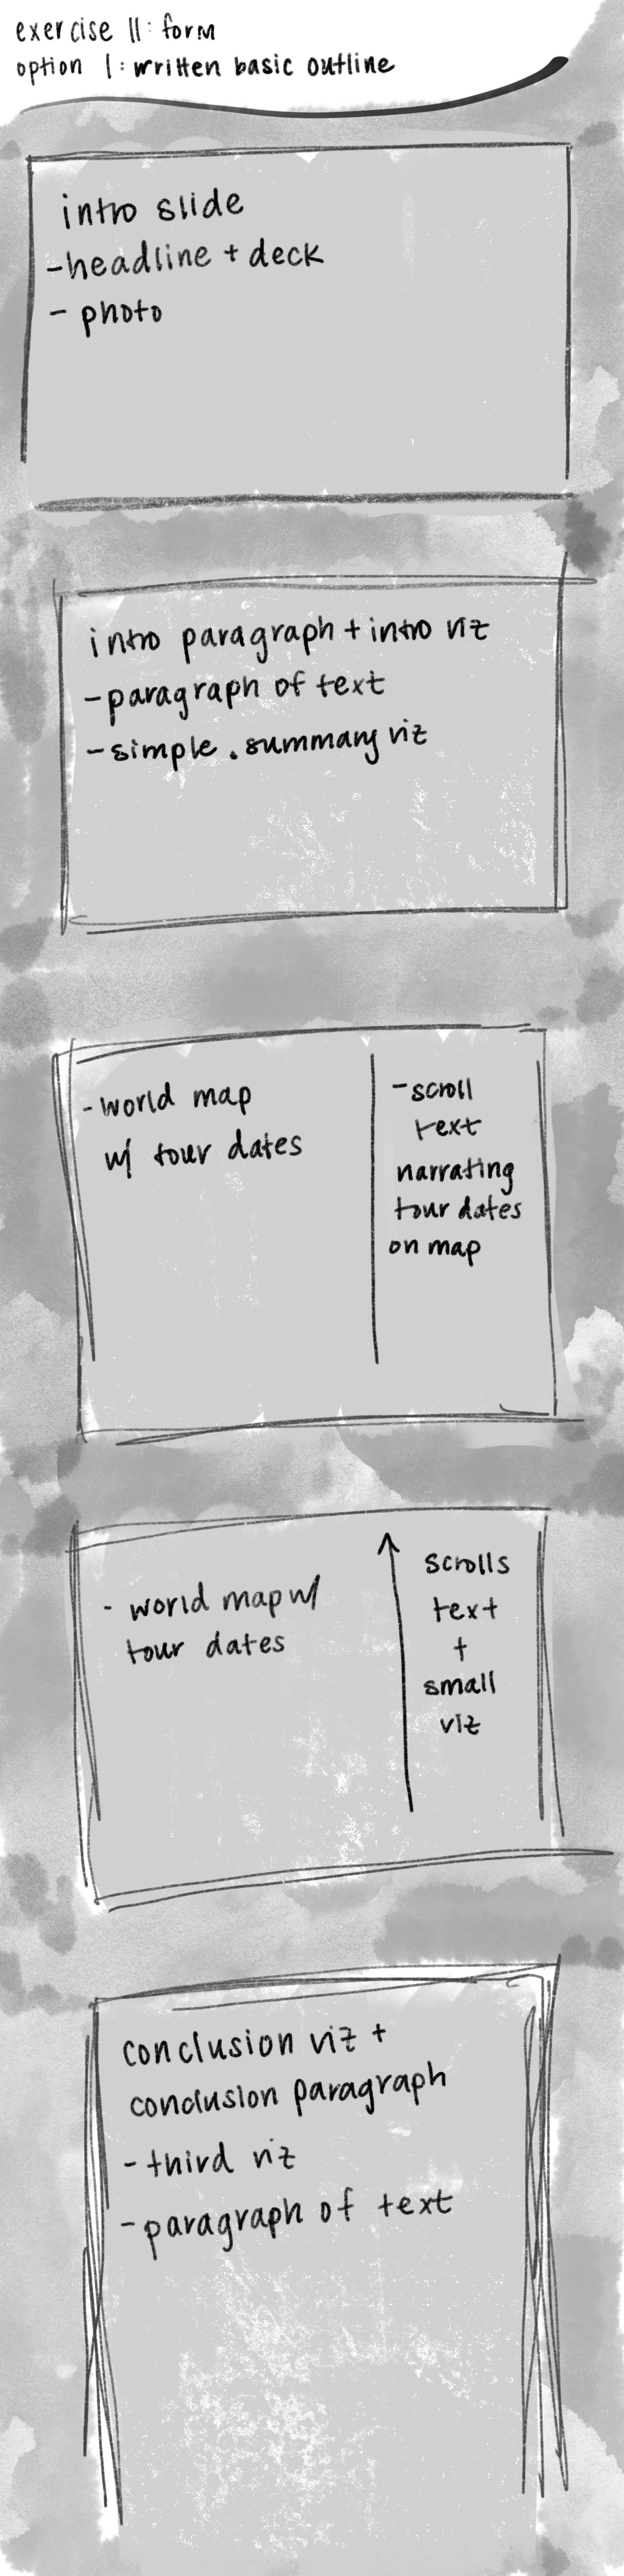 exercise 11: form
option 1: written basic outline
intro slide
- headline + deck
- photo
intro paragraph + intro viz
- paragraph of text
- simple . summary viz
- world map
w/ tour dates
- scroll
text
narrating
tour dates
on map
- world map w/
tour dates
scrolls
text
+
small
viz
conclusion viz +
conclusion paragraph
- third viz
- paragraph of text